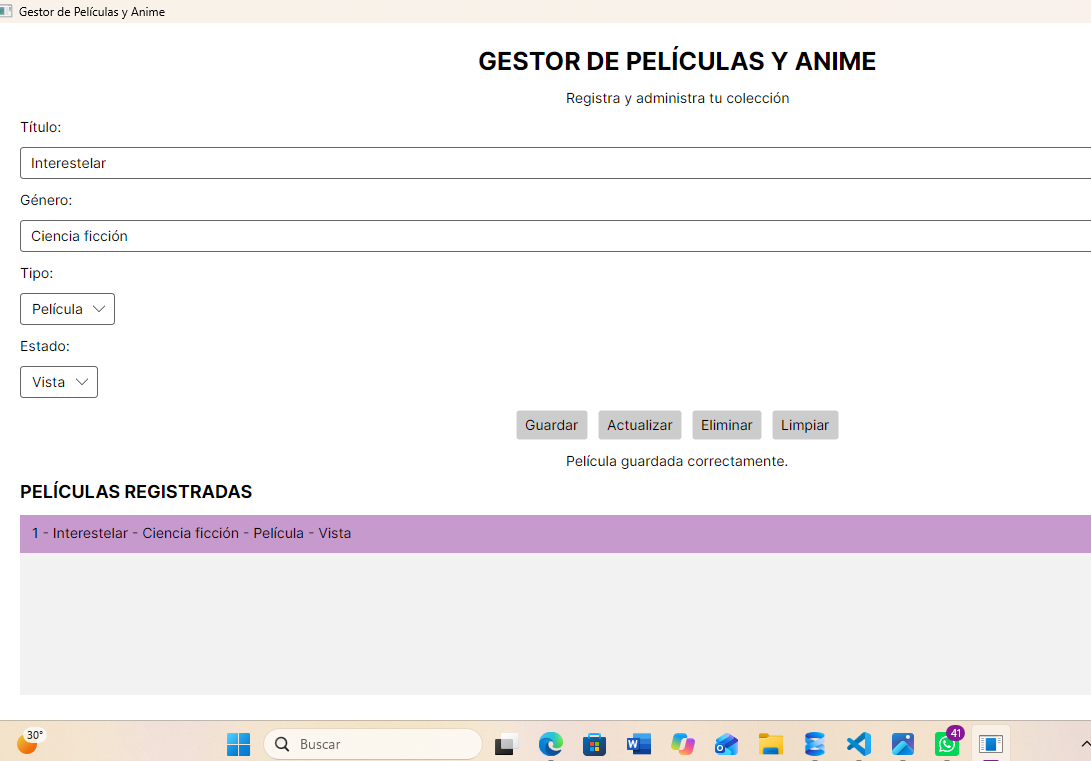 Gestor de Películas y Anime
GESTOR DE PELÍCULAS Y ANIME
Registra y administra tu colección
Título:
Interestelar
Género:
Ciencia ficción
Tipo:
Película
Estado:
Vista
Guardar Actualizar Eliminar Limpiar
Película guardada correctamente.
PELÍCULAS REGISTRADAS
1 - Interestelar - Ciencia ficción - Película - Vista
30°
Buscar
41